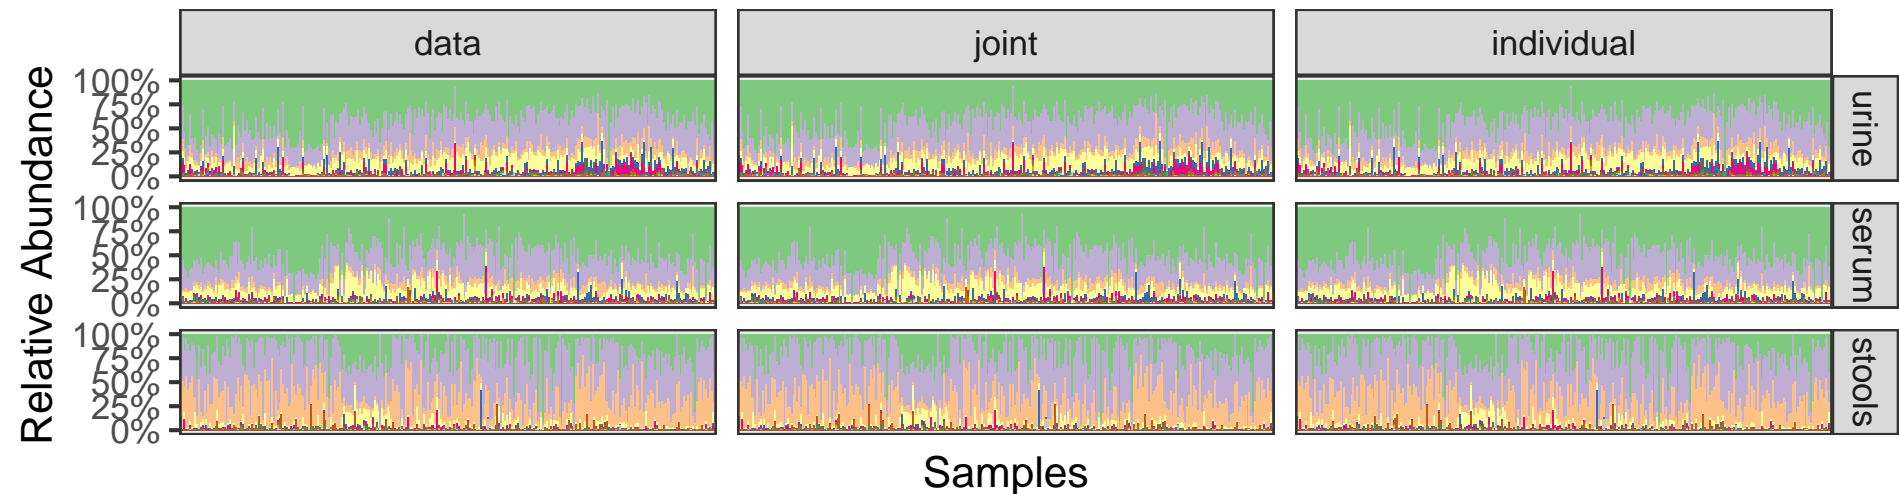 data
joint
individual
Relative Abundance
100%
75%
50%
25%
0%
urine
100%
75%
50%
25%
0%
serum
100%
75%
50%
25%
0%
stools
Samples